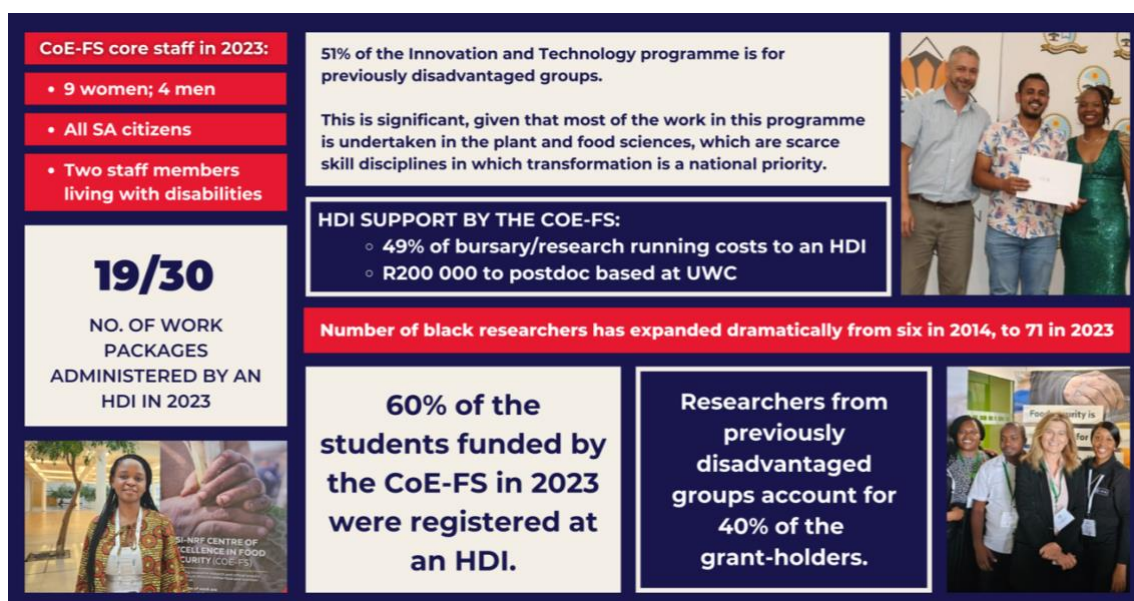 CoE-FS core staff in 2023:
• 9 women; 4 men
• All SA citizens
• Two staff members
living with disabilities
19/30
NO. OF WORK
PACKAGES
ADMINISTERED BY AN
HDI IN 2023
51% of the Innovation and Technology programme is for
previously disadvantaged groups.
This is significant, given that most of the work in this programme
is undertaken in the plant and food sciences, which are scarce
skill disciplines in which transformation is a national priority.
HDI SUPPORT BY THE COE-FS:
◦ 49% of bursary/research running costs to an HDI
◦ R200 000 to postdoc based at UWC
Number of black researchers has expanded dramatically from six in 2014, to 71 in 2023
60% of the
students funded by
the CoE-FS in 2023
were registered at
an HDI.
Researchers from
previously
disadvantaged
groups account for
40% of the
grant-holders.
SI-NRF CENTRE OF
CELLENCE IN FOOD
CURITY (COE-FS)